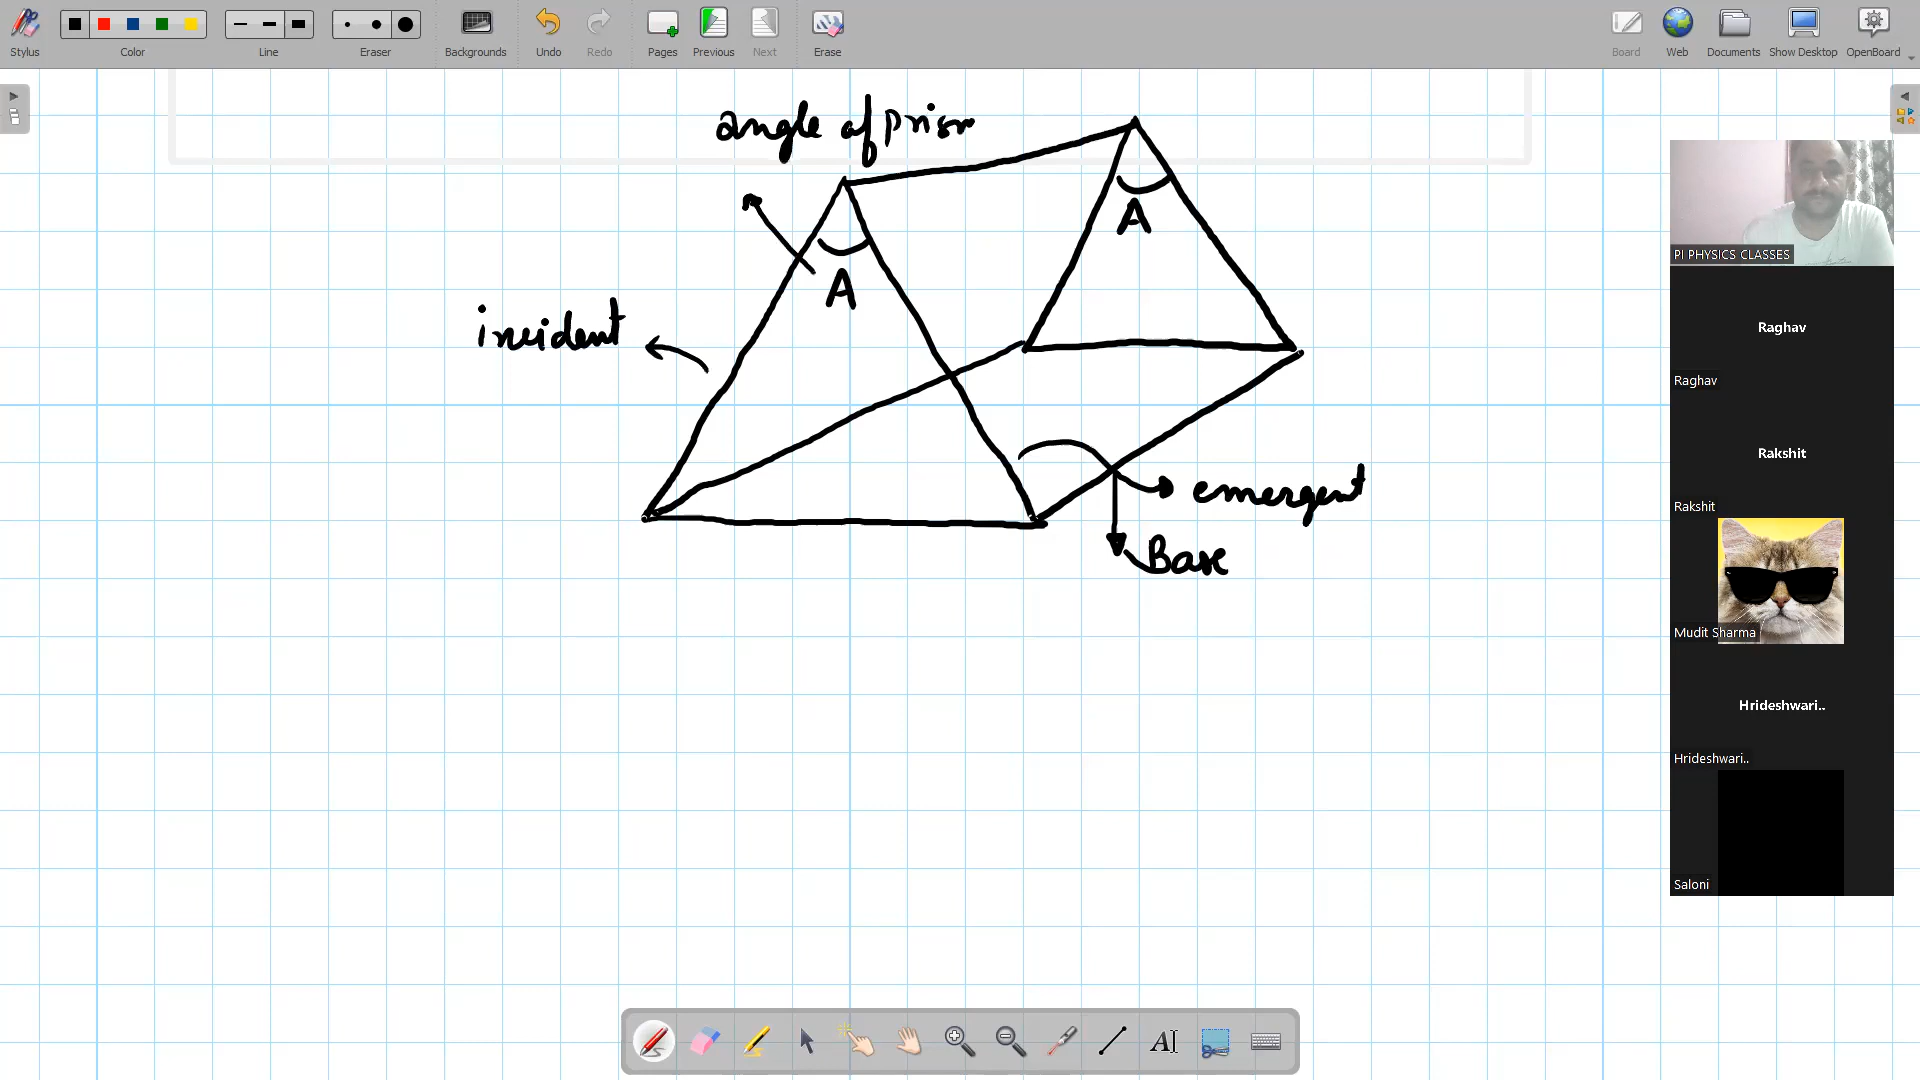 Stylus
Color
Line
Eraser
Backgrounds
Undo
Redo
Pages
Previous
Next
Erase
Board
Web
Documents
Show Desktop
OpenBoard
angle of prism
A
A
incident
emergent
Base
PI PHYSICS CLASSES
Raghav
Raghav
Rakshit
Rakshit
Mudit Sharma
Hrideshwari..
Hrideshwari..
Saloni